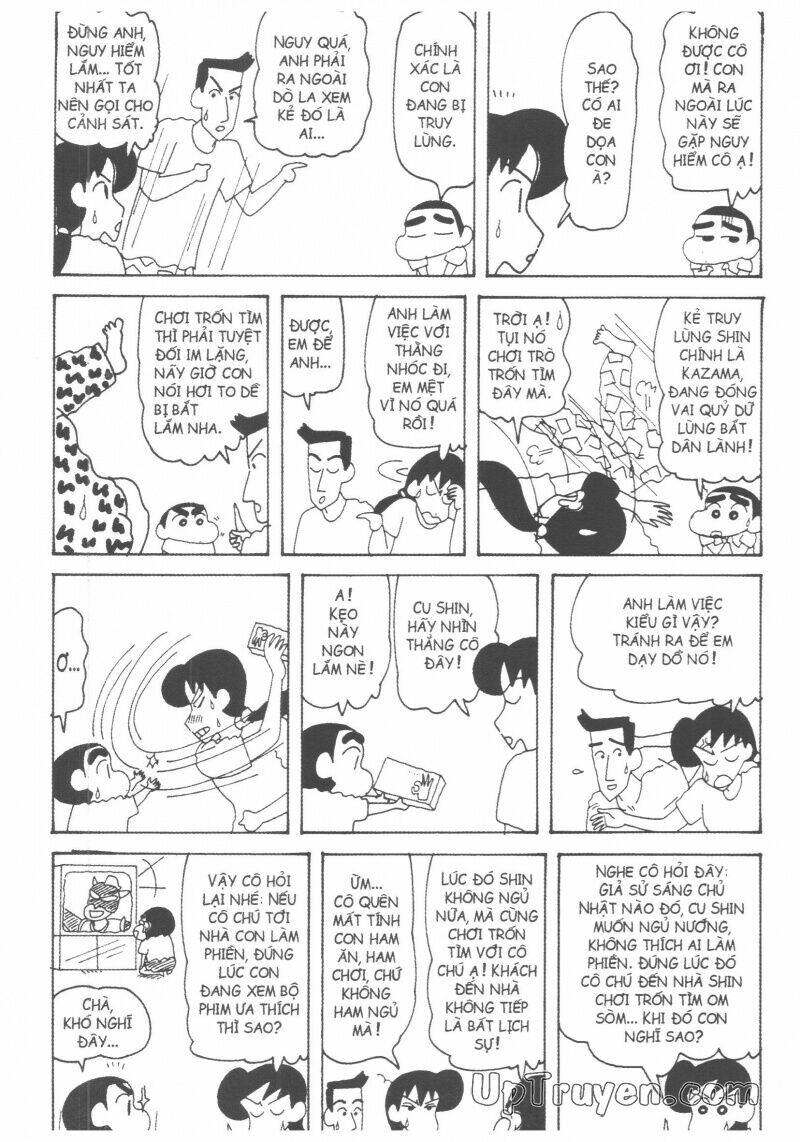 KHÔNG
ĐƯỢC CÔ
ƠI! CON
MÀ RA
NGOÀI LÚC
NÀY SẼ
GẶP NGUY
HIỂM CÔ Ạ!
SAO
THẾ?
CÓ AI
ĐE
DỌA
CON
À?
CHÍNH
XÁC LÀ
CON
ĐANG BỊ
TRUY
LÙNG.
NGUY QUÁ,
ANH PHẢI
RA NGOÀI
DÒ LA XEM
KẺ ĐÓ LÀ
AI...
ĐỪNG ANH,
NGUY HIỂM
LẮM... TỐT
NHẤT TA
NÊN GỌI CHO
CẢNH SÁT.
KẺ TRUY
LÙNG SHIN
CHÍNH LÀ
KAZAMA,
ĐANG ĐÓNG
VAI QUỶ DỮ
LÙNG BẮT
DÂN LÀNH!
TRỜI Ạ!
TỤI NÓ
CHƠI TRÒ
TRỐN TÌM
ĐÂY MÀ.
ANH LÀM
VIỆC VỚI
THẰNG
NHÓC ĐI,
EM MỆT
VÌ NÓ QUÁ
RỒI!
ĐƯỢC,
EM ĐỂ
ANH...
CHƠI TRỐN TÌM
THÌ PHẢI TUYỆT
ĐỐI IM LẶNG,
NÃY GIỜ CON
NÓI HƠI TO DỄ
BỊ BẮT
LẮM NHA.
ANH LÀM VIỆC
KIỂU GÌ VẬY?
TRÁNH RA ĐỂ EM
DẠY DỖ NÓ!
CU SHIN,
HÃY NHÌN
THẲNG CÔ
ĐÂY!
A!
KẸO
NÀY
NGON
LẮM NÈ!
Ơ...
NGHE CÔ HỎI ĐÂY:
GIẢ SỬ SÁNG CHỦ
NHẬT NÀO ĐÓ, CU SHIN
MUỐN NGỦ NƯỚNG,
KHÔNG THÍCH AI LÀM
PHIỀN. ĐÚNG LÚC ĐÓ
CÔ CHÚ ĐẾN NHÀ SHIN
CHƠI TRỐN TÌM OM
SÒM... KHI ĐÓ CON
NGHĨ SAO?
LÚC ĐÓ SHIN
KHÔNG NGỦ
NỮA, MÀ CÙNG
CHƠI TRỐN
TÌM VỚI CÔ
CHÚ Ạ! KHÁCH
ĐẾN NHÀ
KHÔNG TIẾP
LÀ BẤT LỊCH
SỰ!
ỪM...
CÔ QUÊN
MẤT TÍNH
CON HAM
ĂN, HAM
CHƠI, CHỨ
KHÔNG
HAM NGỦ
MÀ!
VẬY CÔ HỎI
LẠI NHÉ: NẾU
CÔ CHÚ TỚI
NHÀ CON LÀM
PHIỀN, ĐÚNG
LÚC CON
ĐANG XEM BỘ
PHIM ƯA THÍCH
THÌ SAO?
CHÀ,
KHÓ NGHĨ
ĐÂY...
UpTruyen.com